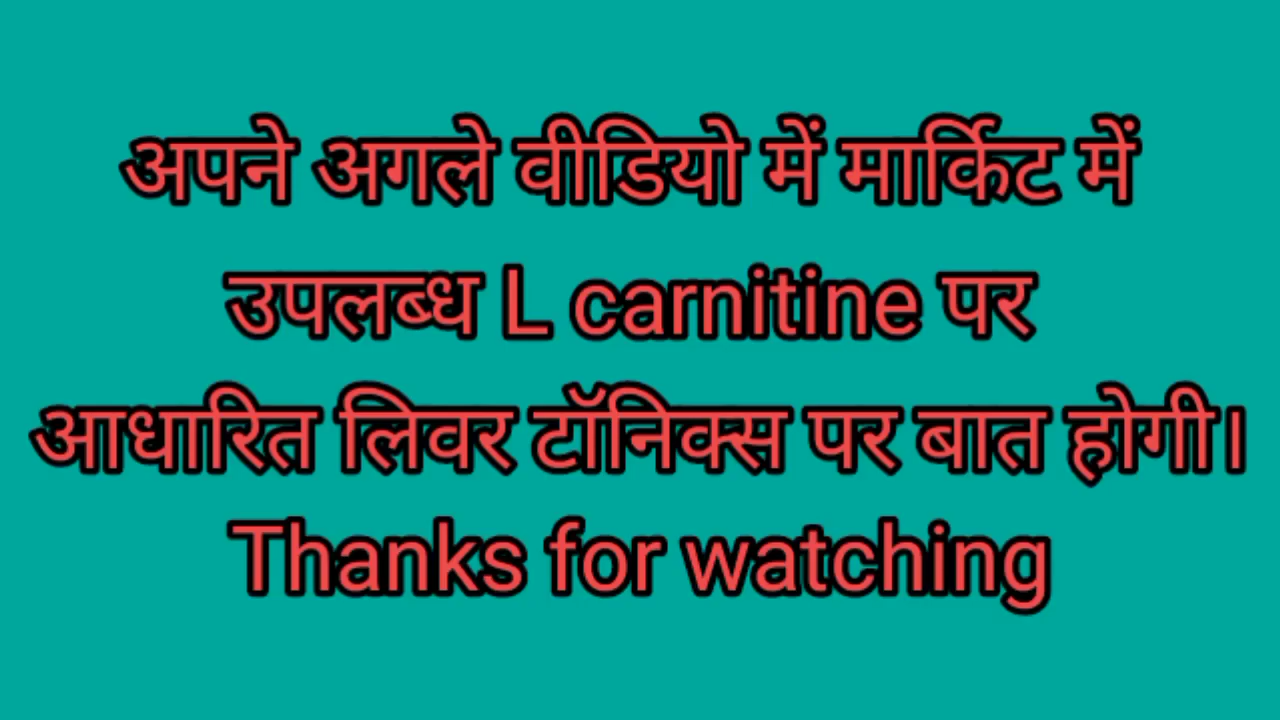 अपने अगले वीडियो में मार्किट में
उपलब्ध L carnitine पर
आधारित लिवर टॉनिक्स पर बात होगी।
Thanks for watching